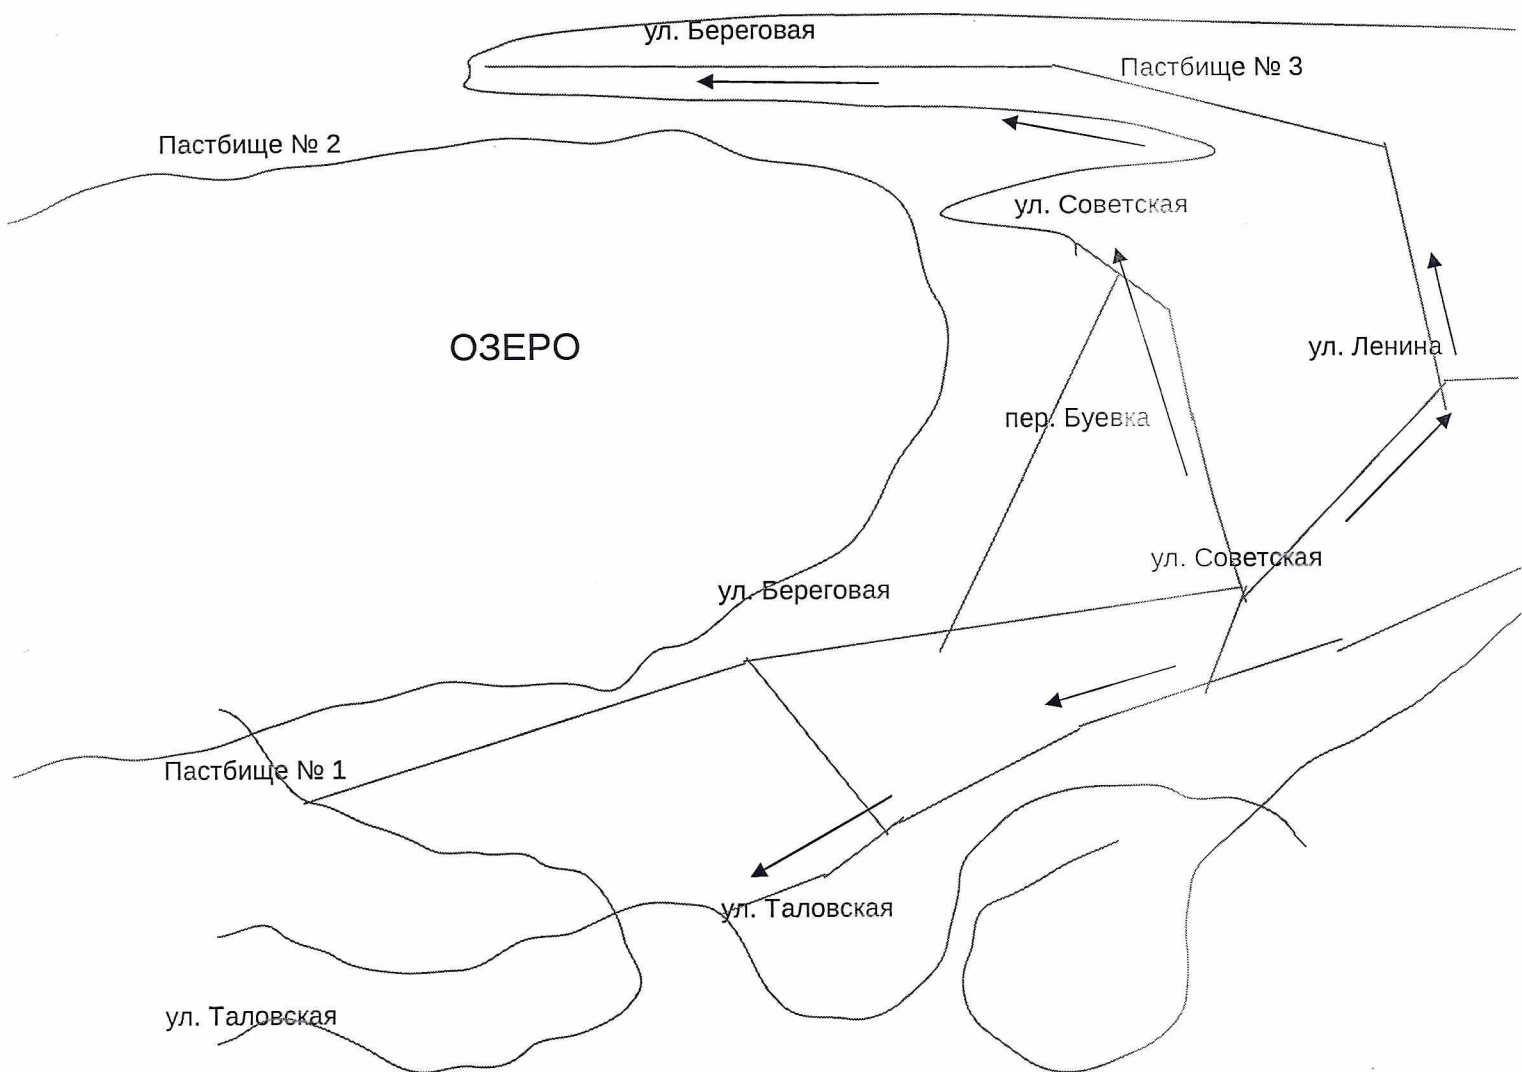 ул. Береговая
Пастбище № 3
Пастбище № 2
ул. Советская
ОЗЕРО
ул. Ленина
пер. Буевка
ул. Советская
ул. Береговая
Пастбище № 1
ул. Таловская
ул. Таловская